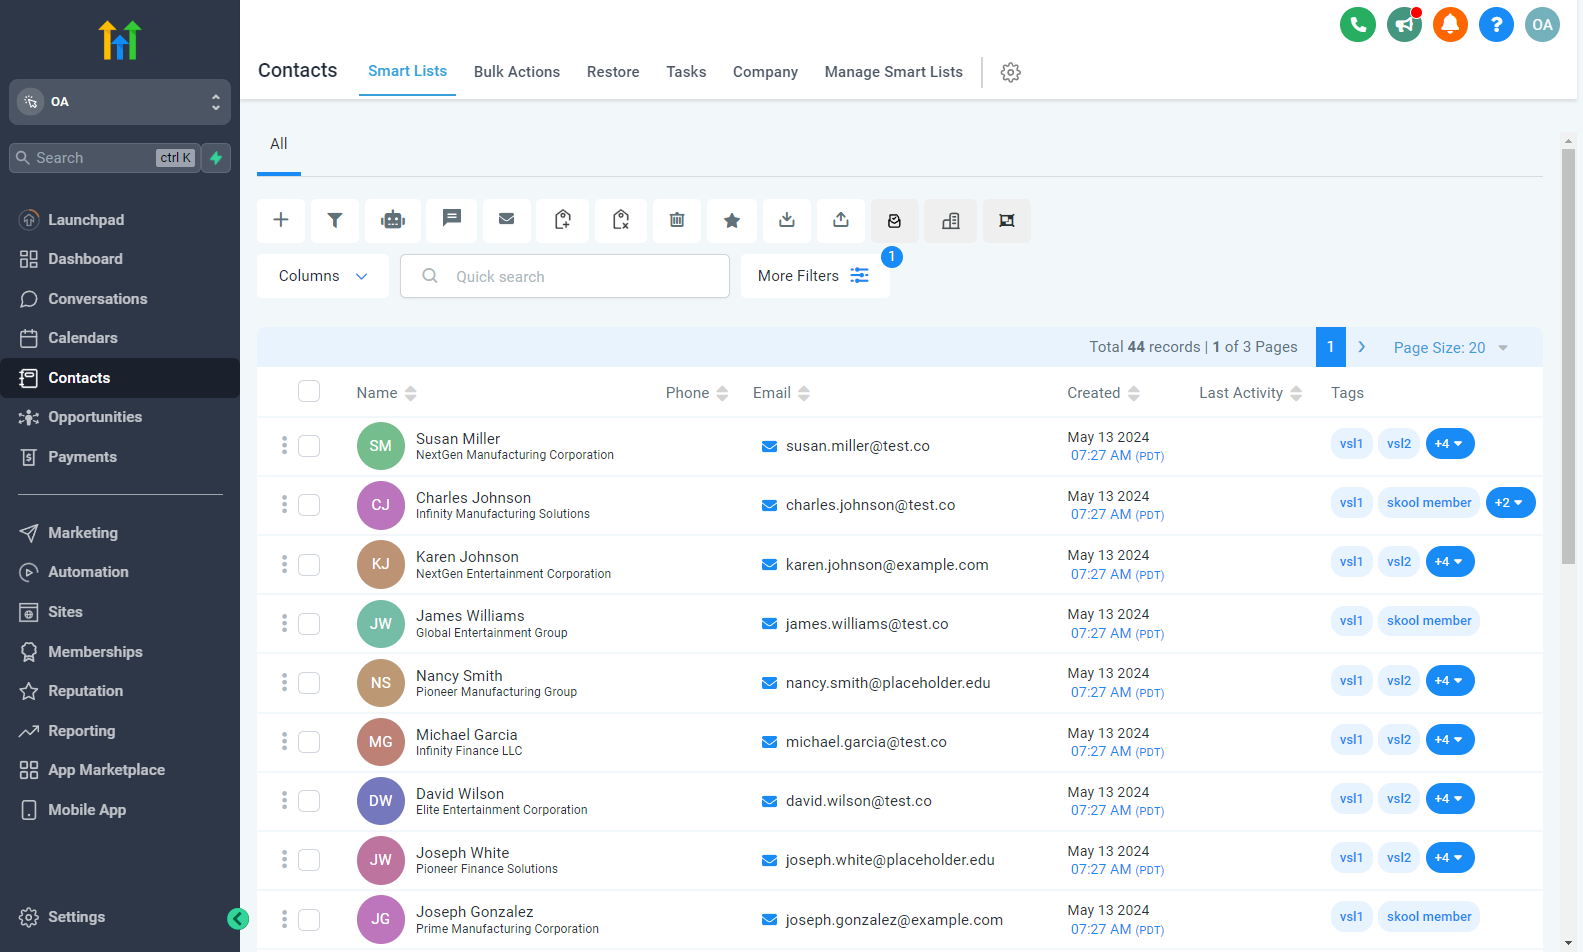 OA
Search ctrl K
Launchpad
Dashboard
Conversations
Calendars
Contacts
Opportunities
Payments
Marketing
Automation
Sites
Memberships
Reputation
Reporting
App Marketplace
Mobile App
Settings
? OA
Contacts Smart Lists Bulk Actions Restore Tasks Company Manage Smart Lists
All
Columns Quick search More Filters 1
Total 44 records | 1 of 3 Pages 1 Page Size: 20
Name Phone Email Created Last Activity Tags
SM Susan Miller susan.miller@test.co May 13 2024 vsl1 vsl2 +4
NextGen Manufacturing Corporation 07:27 AM (PDT)
CJ Charles Johnson charles.johnson@test.co May 13 2024 vsl1 skool member +2
Infinity Manufacturing Solutions 07:27 AM (PDT)
KJ Karen Johnson karen.johnson@example.com May 13 2024 vsl1 vsl2 +4
NextGen Entertainment Corporation 07:27 AM (PDT)
JW James Williams james.williams@test.co May 13 2024 vsl1 skool member
Global Entertainment Group 07:27 AM (PDT)
NS Nancy Smith nancy.smith@placeholder.edu May 13 2024 vsl1 vsl2 +4
Pioneer Manufacturing Group 07:27 AM (PDT)
MG Michael Garcia michael.garcia@test.co May 13 2024 vsl1 vsl2 +4
Infinity Finance LLC 07:27 AM (PDT)
DW David Wilson david.wilson@test.co May 13 2024 vsl1 vsl2 +4
Elite Entertainment Corporation 07:27 AM (PDT)
JW Joseph White joseph.white@placeholder.edu May 13 2024 vsl1 vsl2 +4
Pioneer Finance Solutions 07:27 AM (PDT)
JG Joseph Gonzalez joseph.gonzalez@example.com May 13 2024 vsl1 skool member
Prime Manufacturing Corporation 07:27 AM (PDT)